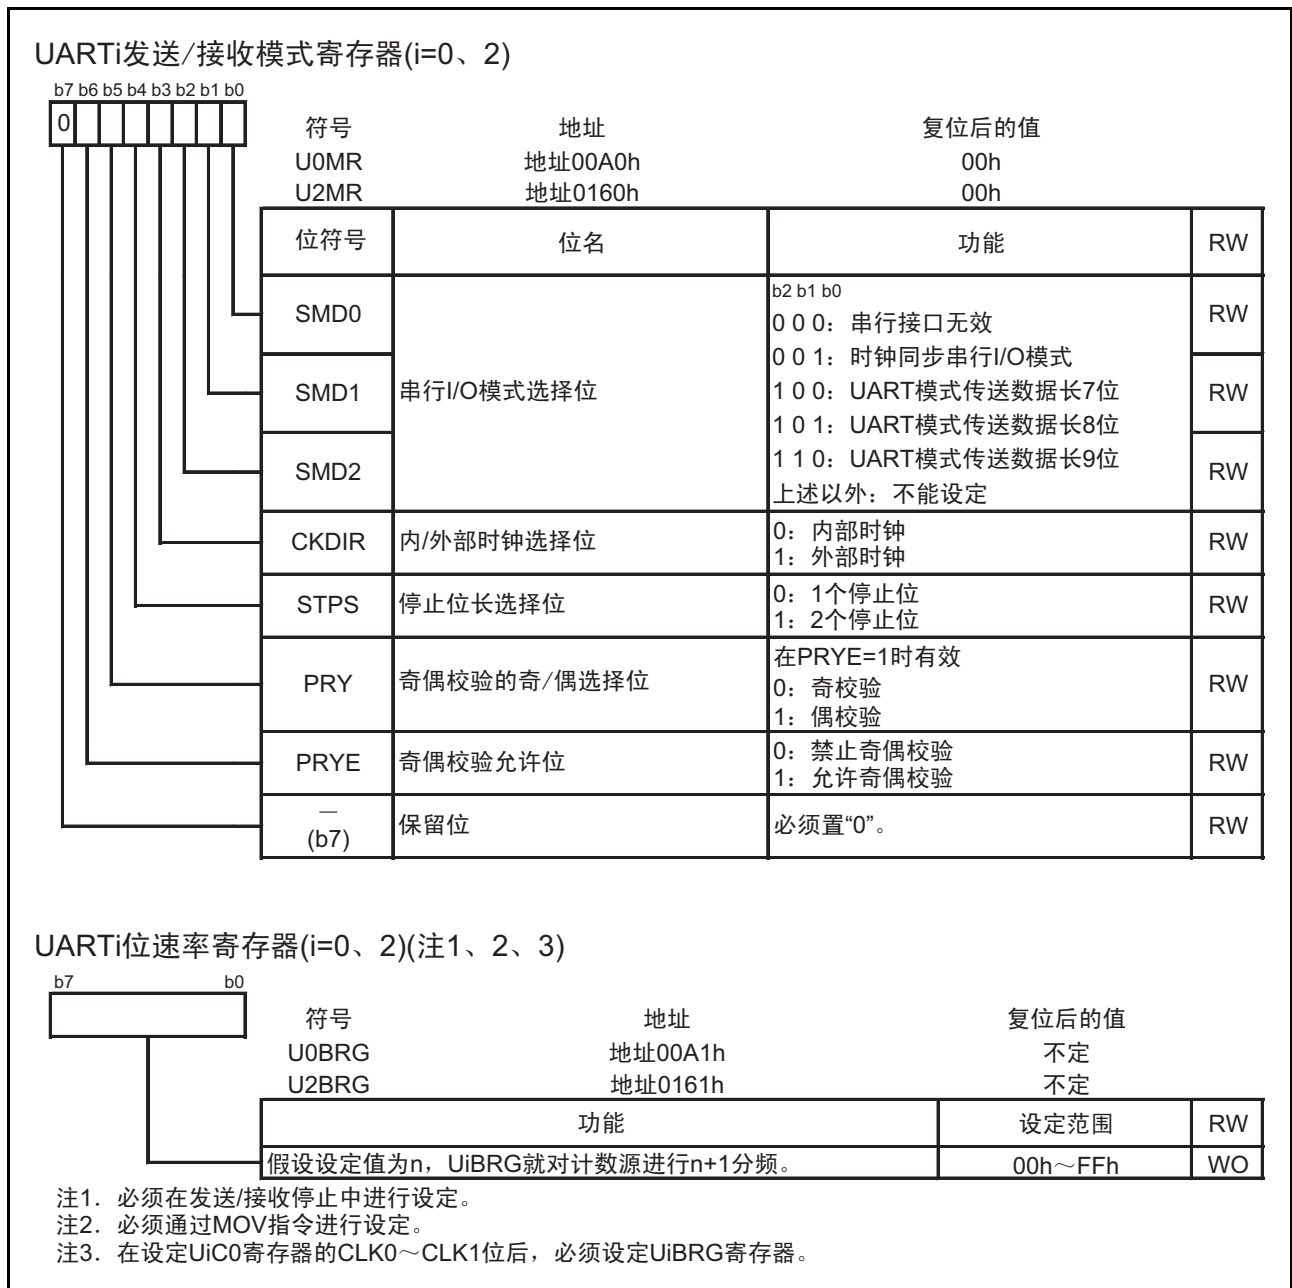 UARTi发送/接收模式寄存器(i=0、2)
b7 b6 b5 b4 b3 b2 b1 b0
0
符号 地址 复位后的值
U0MR 地址00A0h 00h
U2MR 地址0160h 00h
位符号 位名 功能 RW
SMD0 RW
SMD1 串行I/O模式选择位 RW
SMD2 RW
b2 b1 b0
0 0 0：串行接口无效
0 0 1：时钟同步串行I/O模式
1 0 0：UART模式传送数据长7位
1 0 1：UART模式传送数据长8位
1 1 0：UART模式传送数据长9位
上述以外：不能设定
CKDIR 内/外部时钟选择位 0：内部时钟 RW
1：外部时钟
STPS 停止位长选择位 0：1个停止位 RW
1：2个停止位
PRY 奇偶校验的奇/偶选择位 在PRYE=1时有效 RW
0：奇校验
1：偶校验
PRYE 奇偶校验允许位 0：禁止奇偶校验 RW
1：允许奇偶校验
—
(b7) 保留位 必须置“0”。 RW
UARTi位速率寄存器(i=0、2)(注1、2、3)
b7 b0
符号 地址 复位后的值
U0BRG 地址00A1h 不定
U2BRG 地址0161h 不定
功能 设定范围 RW
假设设定值为n，UiBRG就对计数源进行n+1分频。 00h～FFh WO
注1．必须在发送/接收停止中进行设定。
注2．必须通过MOV指令进行设定。
注3．在设定UiC0寄存器的CLK0～CLK1位后，必须设定UiBRG寄存器。